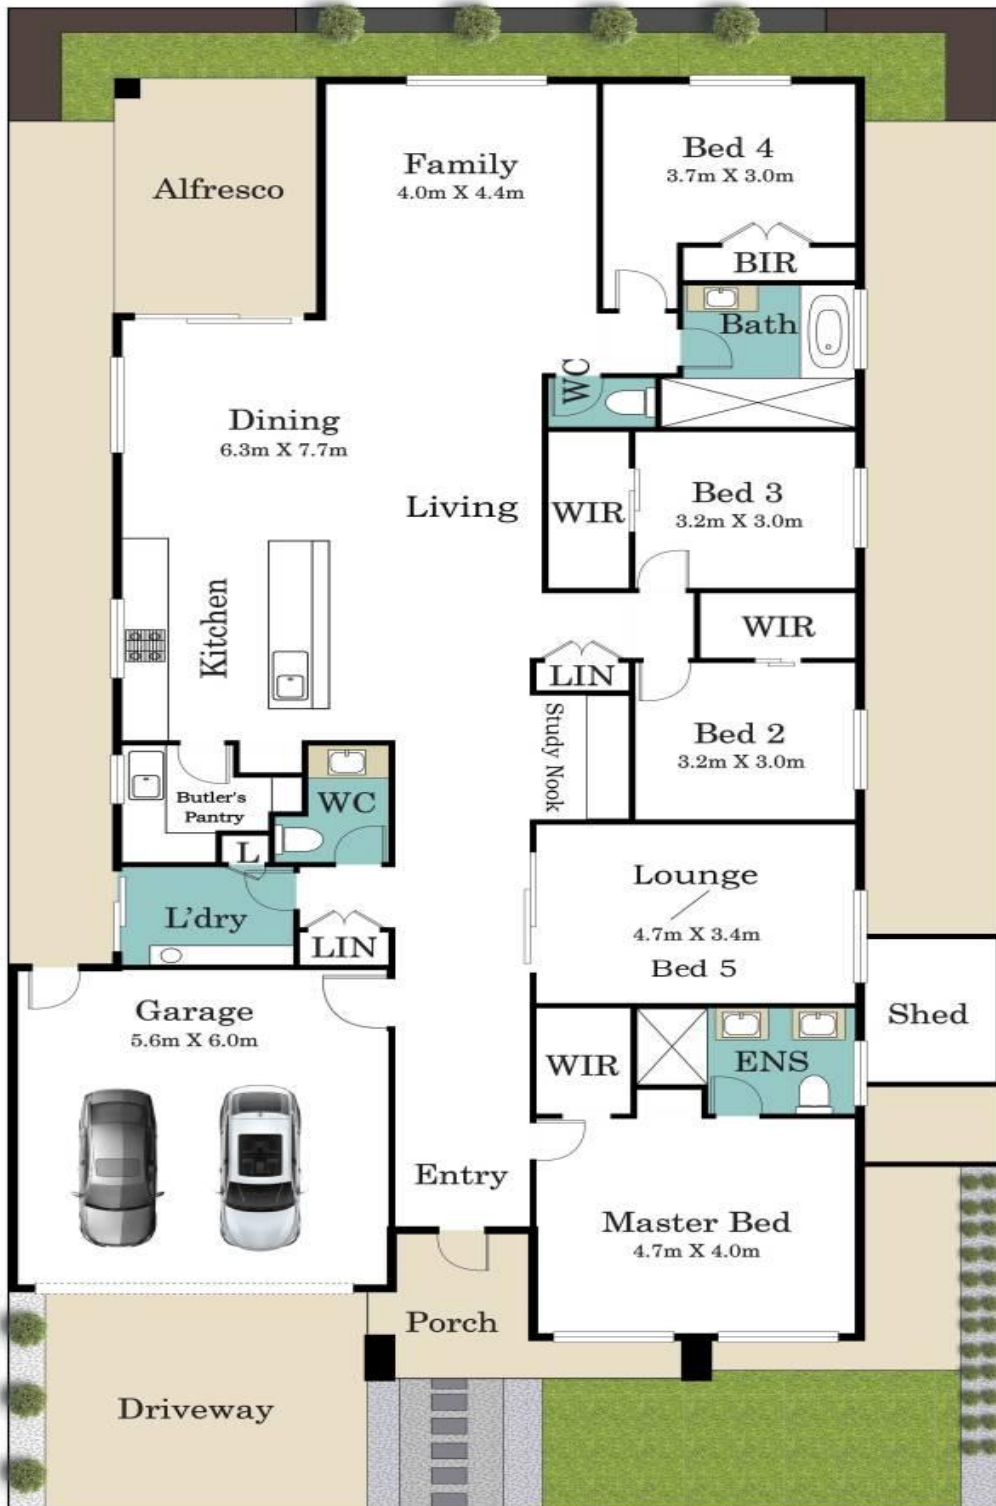 Family
4.0m X 4.4m
Bed 4
3.7m X 3.0m
Alfresco
BIR
Bath
WC
Dining
6.3m X 7.7m
Living
WIR
Bed 3
3.2m X 3.0m
Kitchen
WIR
LIN
Study Nook
Bed 2
3.2m X 3.0m
Butler's
Pantry
WC
L
L'dry
LIN
Lounge
4.7m X 3.4m
Bed 5
Garage
5.6m X 6.0m
Shed
WIR
ENS
Entry
Master Bed
4.7m X 4.0m
Porch
Driveway